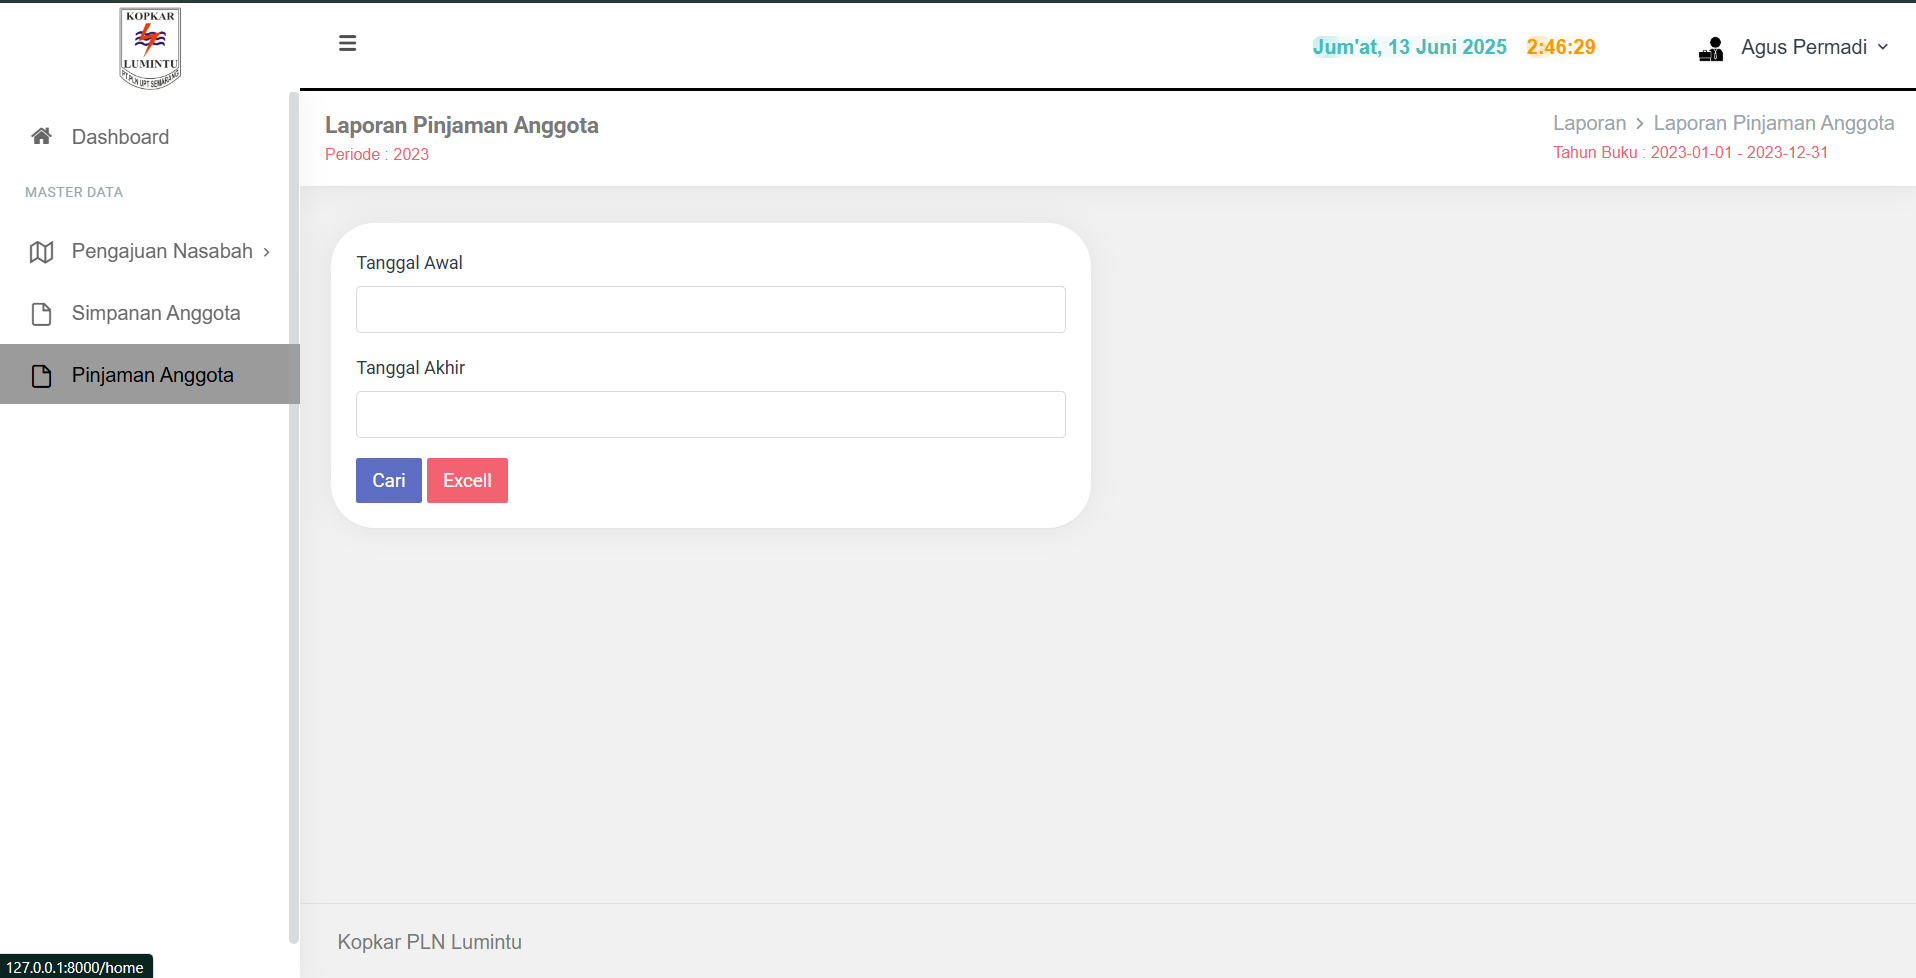 KOPKAR
LUMINTU
PT PLN UPT SEMARANG
Jum'at, 13 Juni 2025 2:46:29
Agus Permadi
Dashboard
MASTER DATA
Pengajuan Nasabah
Simpanan Anggota
Pinjaman Anggota
Laporan Pinjaman Anggota
Periode : 2023
Laporan > Laporan Pinjaman Anggota
Tahun Buku : 2023-01-01 - 2023-12-31
Tanggal Awal
Tanggal Akhir
Cari Excell
Kopkar PLN Lumintu
127.0.0.1:8000/home